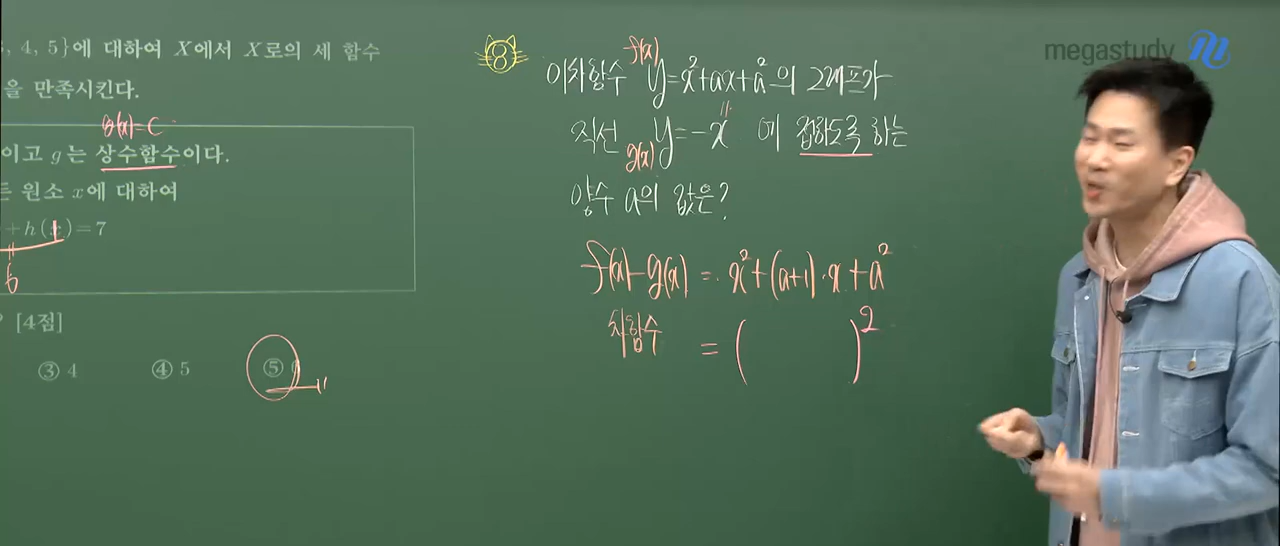 , 4, 5}에 대하여 X에서 X로의 세 함수
을 만족시킨다.
g(x)=C
이고 g는 상수함수이다.
든 원소 x에 대하여
+h( )=7
6
? [4점]
③ 4 ④ 5 ⑤
8
f(x)
이차함수 y=x²+ax+a²의 그래프가
직선 y=-x에 접하도록 하는
g(x)
양수 a의 값은?
f(x)-g(x) = x²+(a+1)·x+a²
차함수 = ( )²
megastudy